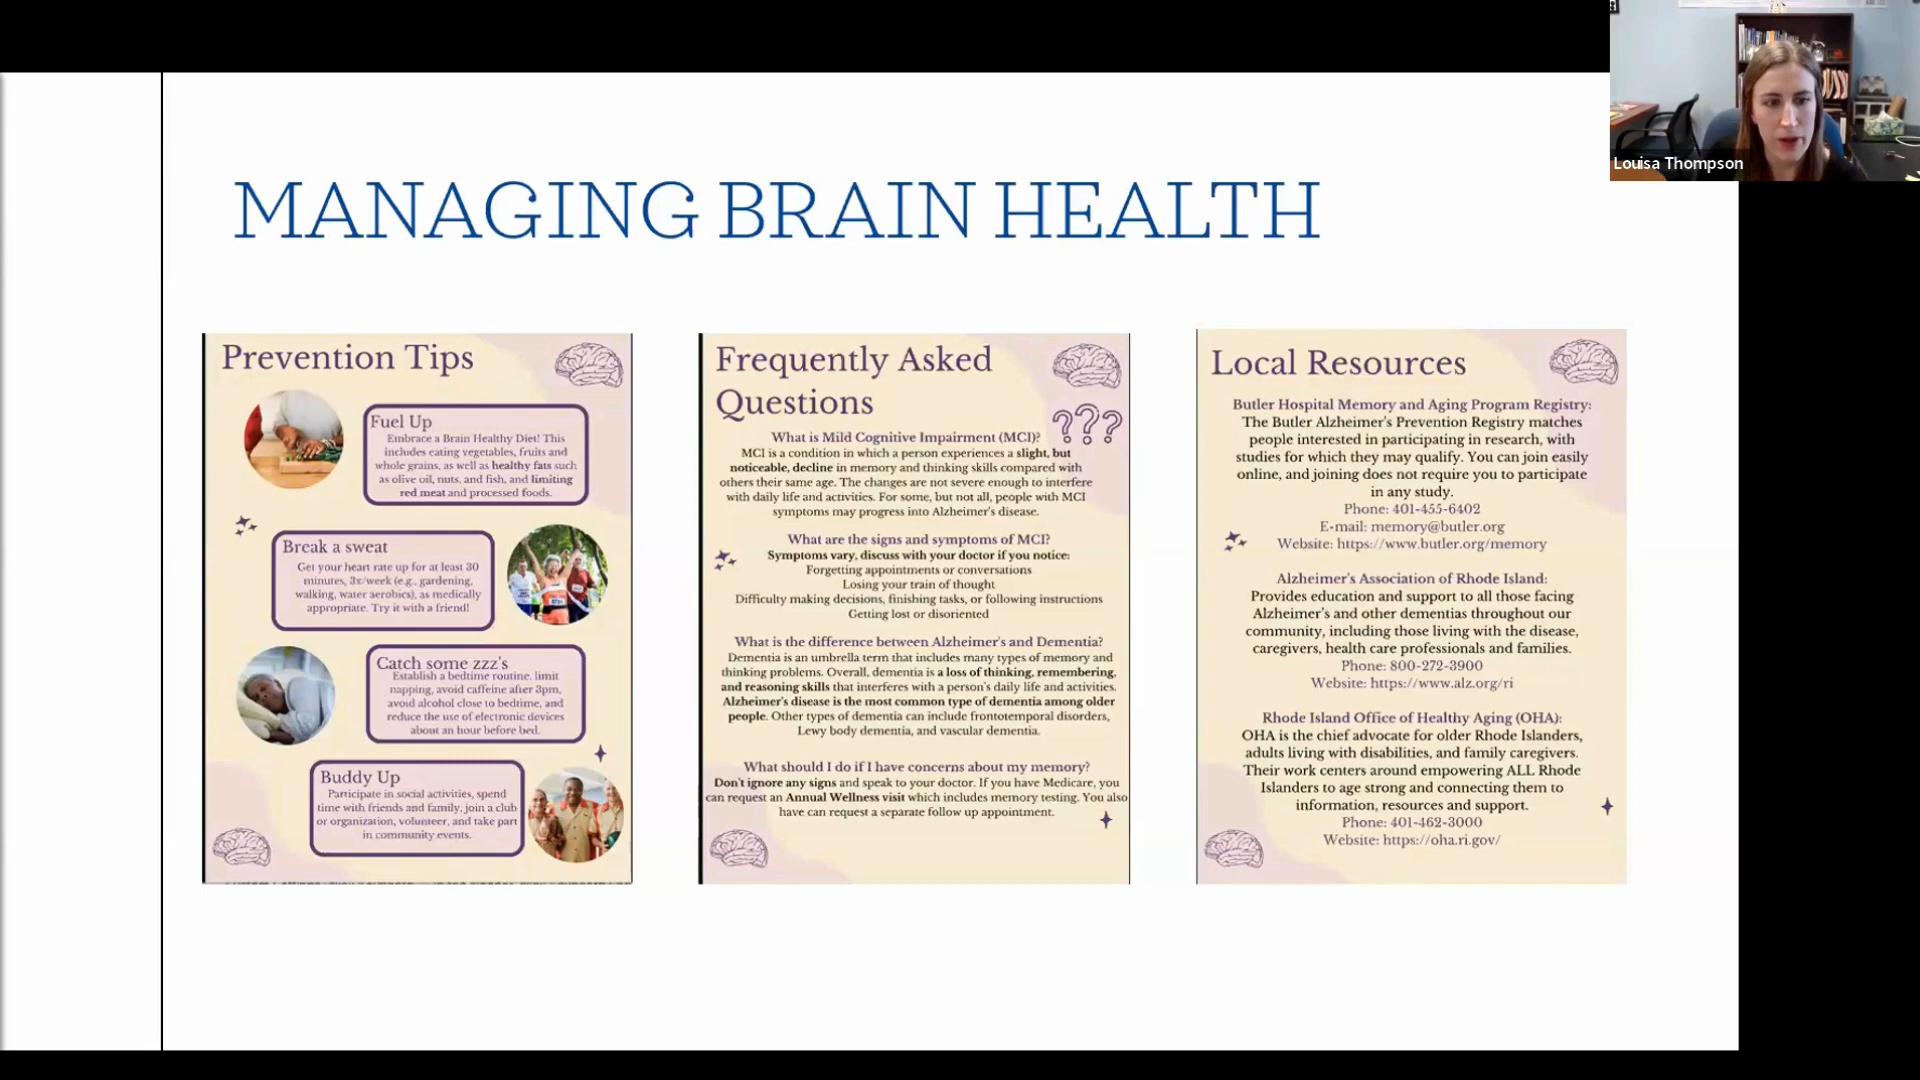 Louisa Thompson
MANAGING BRAIN HEALTH
Prevention Tips
Fuel Up
Embrace a Brain Healthy Diet! This
includes eating vegetables, fruits and
whole grains, as well as healthy fats such
as olive oil, nuts, and fish, and limiting
red meat and processed foods.
Break a sweat
Get your heart rate up for at least 30
minutes, 3x/week (e.g., gardening,
walking, water aerobics), as medically
appropriate. Try it with a friend!
Catch some zzz's
Establish a bedtime routine. limit
napping, avoid caffeine after 3pm,
avoid alcohol close to bedtime, and
reduce the use of electronic devices
about an hour before bed.
Buddy Up
Participate in social activities, spend
time with friends and family, join a club
or organization, volunteer, and take part
in community events.
Frequently Asked
Questions
???
What is Mild Cognitive Impairment (MCI)?
MCI is a condition in which a person experiences a slight, but
noticeable, decline in memory and thinking skills compared with
others their same age. The changes are not severe enough to interfere
with daily life and activities. For some, but not all, people with MCI
symptoms may progress into Alzheimer's disease.
What are the signs and symptoms of MCI?
Symptoms vary, discuss with your doctor if you notice:
Forgetting appointments or conversations
Losing your train of thought
Difficulty making decisions, finishing tasks, or following instructions
Getting lost or disoriented
What is the difference between Alzheimer's and Dementia?
Dementia is an umbrella term that includes many types of memory and
thinking problems. Overall, dementia is a loss of thinking, remembering,
and reasoning skills that interferes with a person's daily life and activities.
Alzheimer's disease is the most common type of dementia among older
people. Other types of dementia can include frontotemporal disorders,
Lewy body dementia, and vascular dementia.
What should I do if I have concerns about my memory?
Don't ignore any signs and speak to your doctor. If you have Medicare, you
can request an Annual Wellness visit which includes memory testing. You also
have can request a separate follow up appointment.
Local Resources
Butler Hospital Memory and Aging Program Registry:
The Butler Alzheimer's Prevention Registry matches
people interested in participating in research, with
studies for which they may qualify. You can join easily
online, and joining does not require you to participate
in any study.
Phone: 401-455-6402
E-mail: memory@butler.org
Website: https://www.butler.org/memory
Alzheimer's Association of Rhode Island:
Provides education and support to all those facing
Alzheimer's and other dementias throughout our
community, including those living with the disease,
caregivers, health care professionals and families.
Phone: 800-272-3900
Website: https://www.alz.org/ri
Rhode Island Office of Healthy Aging (OHA):
OHA is the chief advocate for older Rhode Islanders,
adults living with disabilities, and family caregivers.
Their work centers around empowering ALL Rhode
Islanders to age strong and connecting them to
information, resources and support.
Phone: 401-462-3000
Website: https://oha.ri.gov/